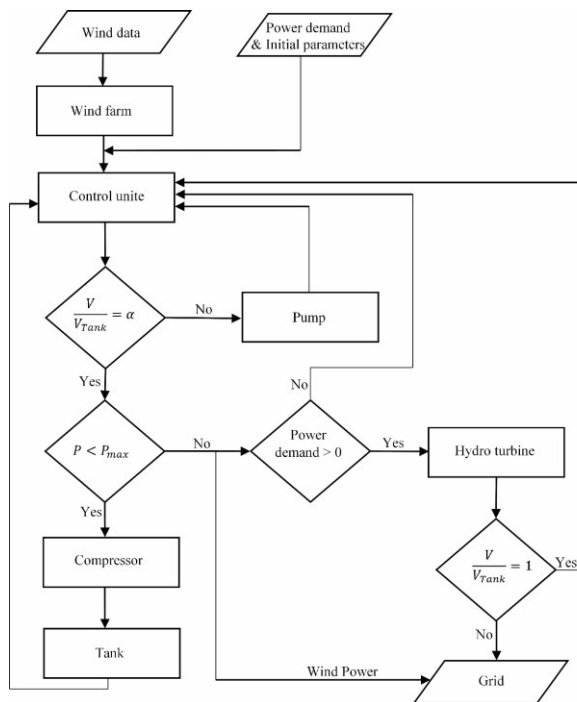 Wind data
Power demand
& Initial parameters
Wind farm
Control unite
V
V_Tank = α
No
Pump
Yes
No
P < P_max
No
Power
demand > 0
Yes
Hydro turbine
Yes
Compressor
V
V_Tank = 1
Yes
Tank
No
Wind Power
Grid